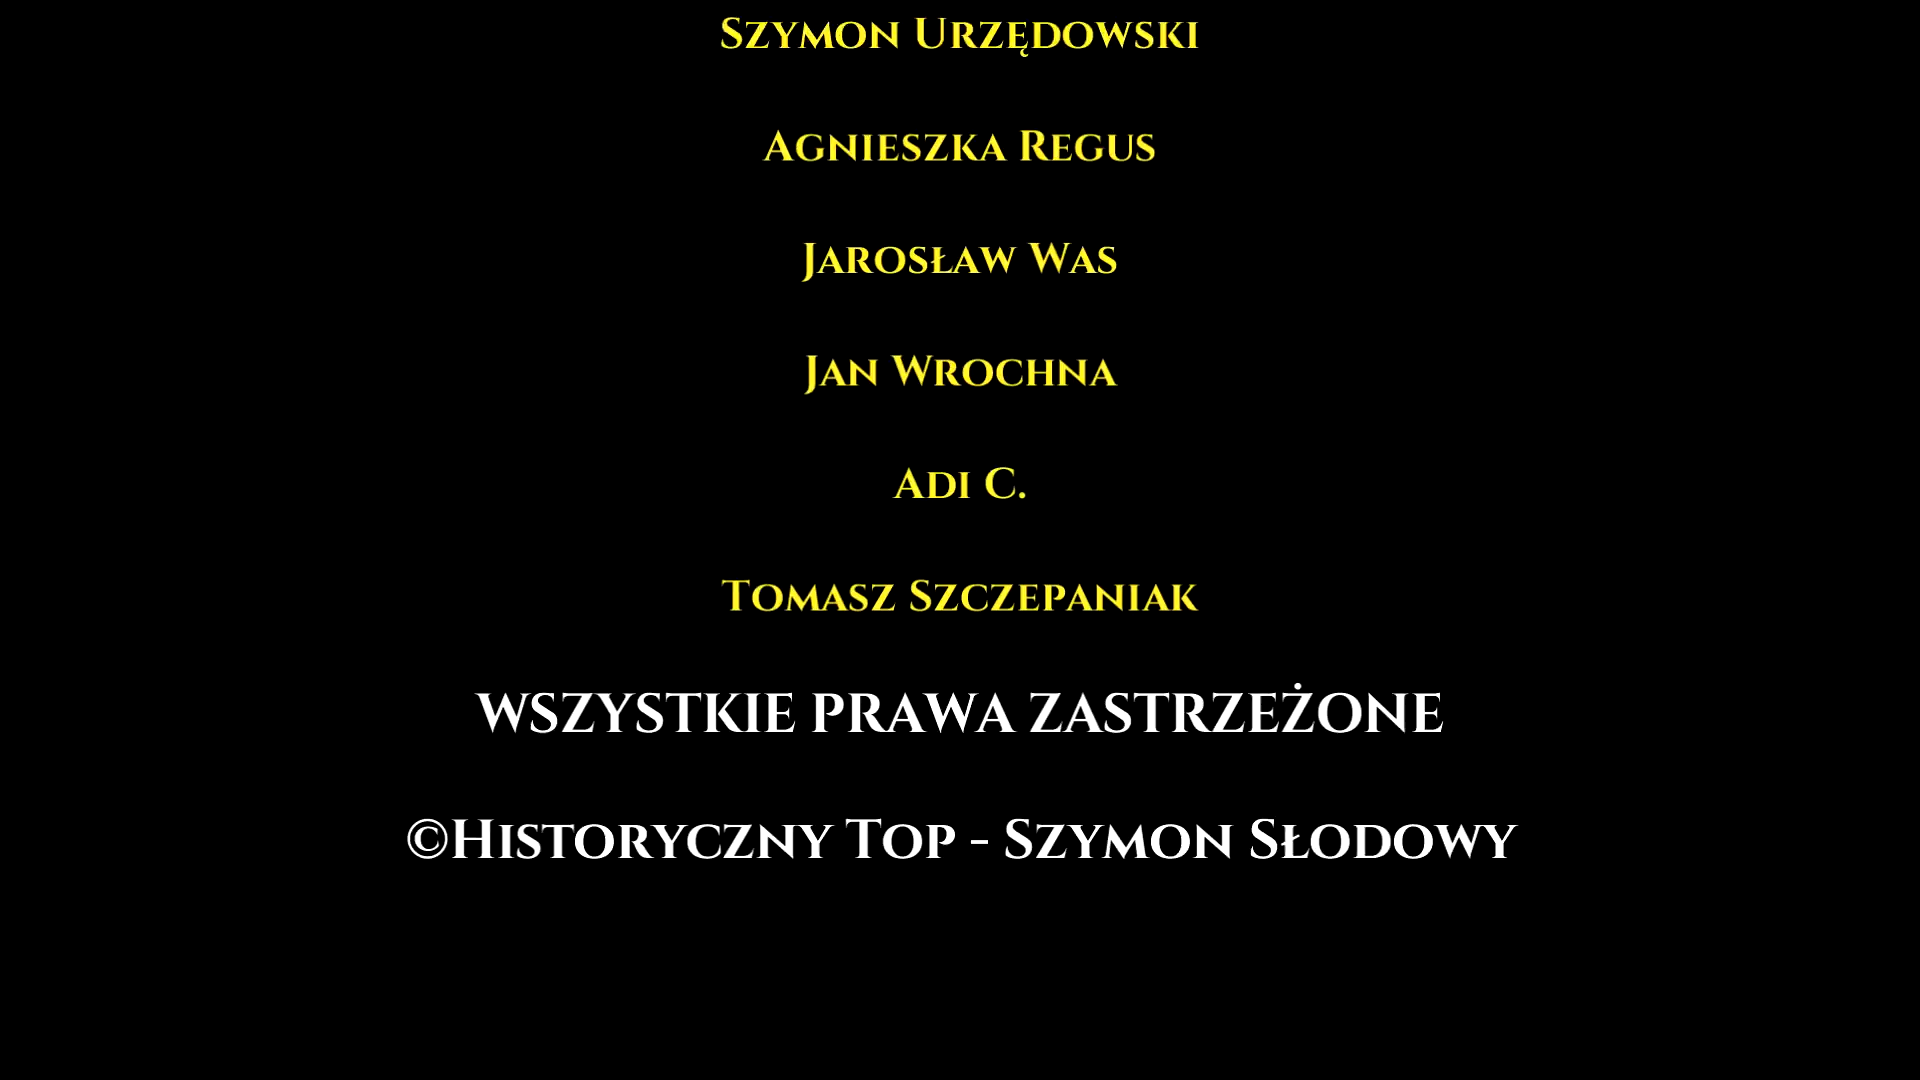 Szymon Urzędowski
Agnieszka Regus
Jarosław Was
Jan Wrochna
Adi C.
Tomasz Szczepaniak
WSZYSTKIE PRAWA ZASTRZEŻONE
©Historyczny Top - Szymon Słodowy